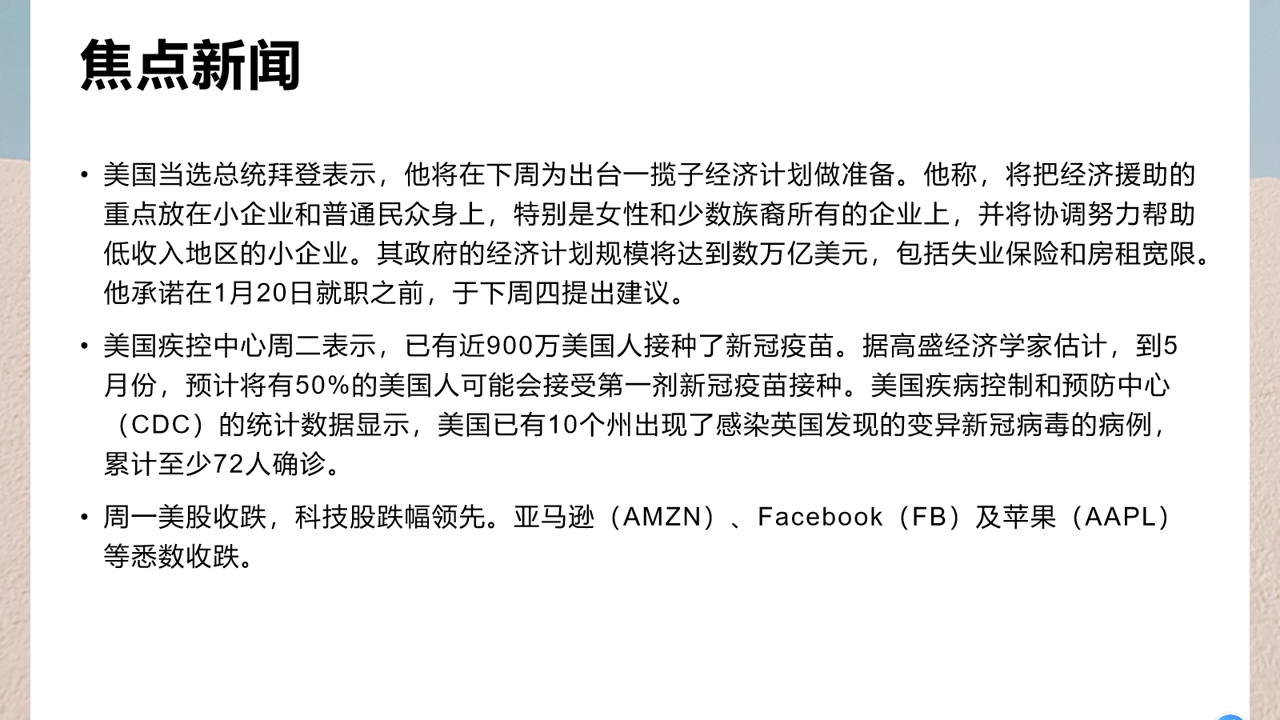 焦点新闻
• 美国当选总统拜登表示，他将在下周为出台一揽子经济计划做准备。他称，将把经济援助的
重点放在小企业和普通民众身上，特别是女性和少数族裔所有的企业上，并将协调努力帮助
低收入地区的小企业。其政府的经济计划规模将达到数万亿美元，包括失业保险和房租宽限。
他承诺在1月20日就职之前，于下周四提出建议。
• 美国疾控中心周二表示，已有近900万美国人接种了新冠疫苗。据高盛经济学家估计，到5
月份，预计将有50%的美国人可能会接受第一剂新冠疫苗接种。美国疾病控制和预防中心
（CDC）的统计数据显示，美国已有10个州出现了感染英国发现的变异新冠病毒的病例，
累计至少72人确诊。
• 周一美股收跌，科技股跌幅领先。亚马逊（AMZN）、Facebook（FB）及苹果（AAPL）
等悉数收跌。